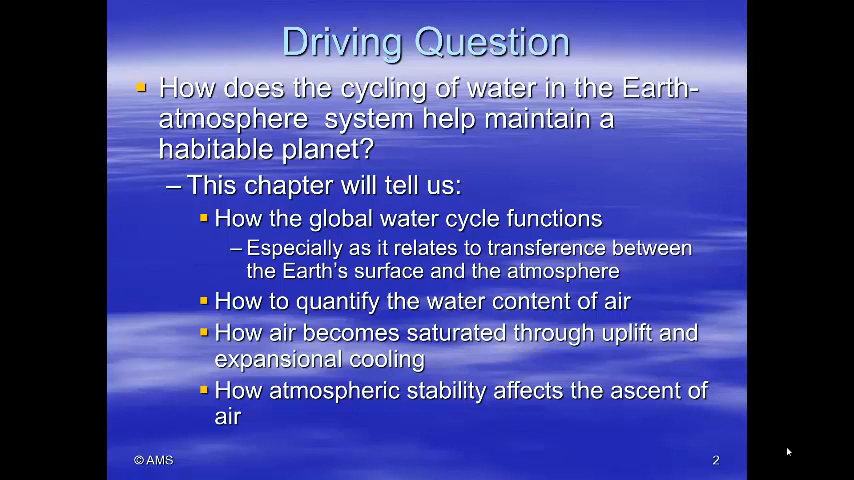 Driving Question
▪ How does the cycling of water in the Earth-
atmosphere system help maintain a
habitable planet?
– This chapter will tell us:
▪ How the global water cycle functions
– Especially as it relates to transference between
the Earth's surface and the atmosphere
▪ How to quantify the water content of air
▪ How air becomes saturated through uplift and
expansional cooling
▪ How atmospheric stability affects the ascent of
air
© AMS
2